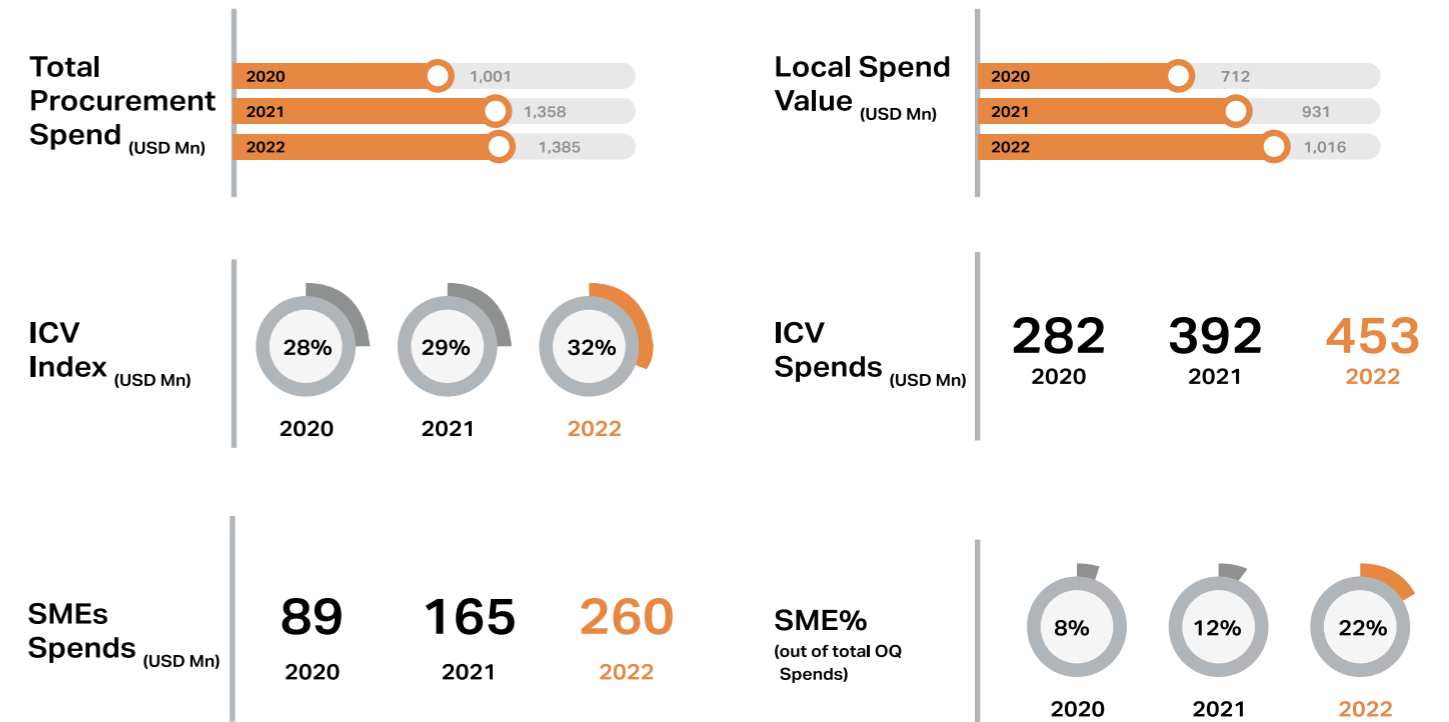 Total
Procurement
Spend (USD Mn)
2020 1,001
2021 1,358
2022 1,385
Local Spend
Value (USD Mn)
2020 712
2021 931
2022 1,016
ICV
Index (USD Mn)
28% 29% 32%
2020 2021 2022
ICV
Spends (USD Mn)
282 392 453
2020 2021 2022
SMEs
Spends (USD Mn)
89 165 260
2020 2021 2022
SME%
(out of total OQ
Spends)
8% 12% 22%
2020 2021 2022